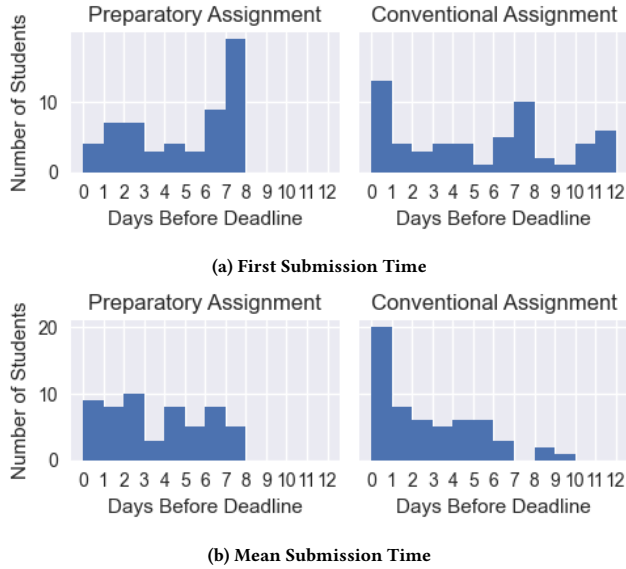 Preparatory Assignment
Conventional Assignment
Number of Students
10
0
0 1 2 3 4 5 6 7 8 9 10 11 12
0 1 2 3 4 5 6 7 8 9 10 11 12
Days Before Deadline
Days Before Deadline
(a) First Submission Time
Preparatory Assignment
Conventional Assignment
Number of Students
20
10
0
0 1 2 3 4 5 6 7 8 9 10 11 12
0 1 2 3 4 5 6 7 8 9 10 11 12
Days Before Deadline
Days Before Deadline
(b) Mean Submission Time